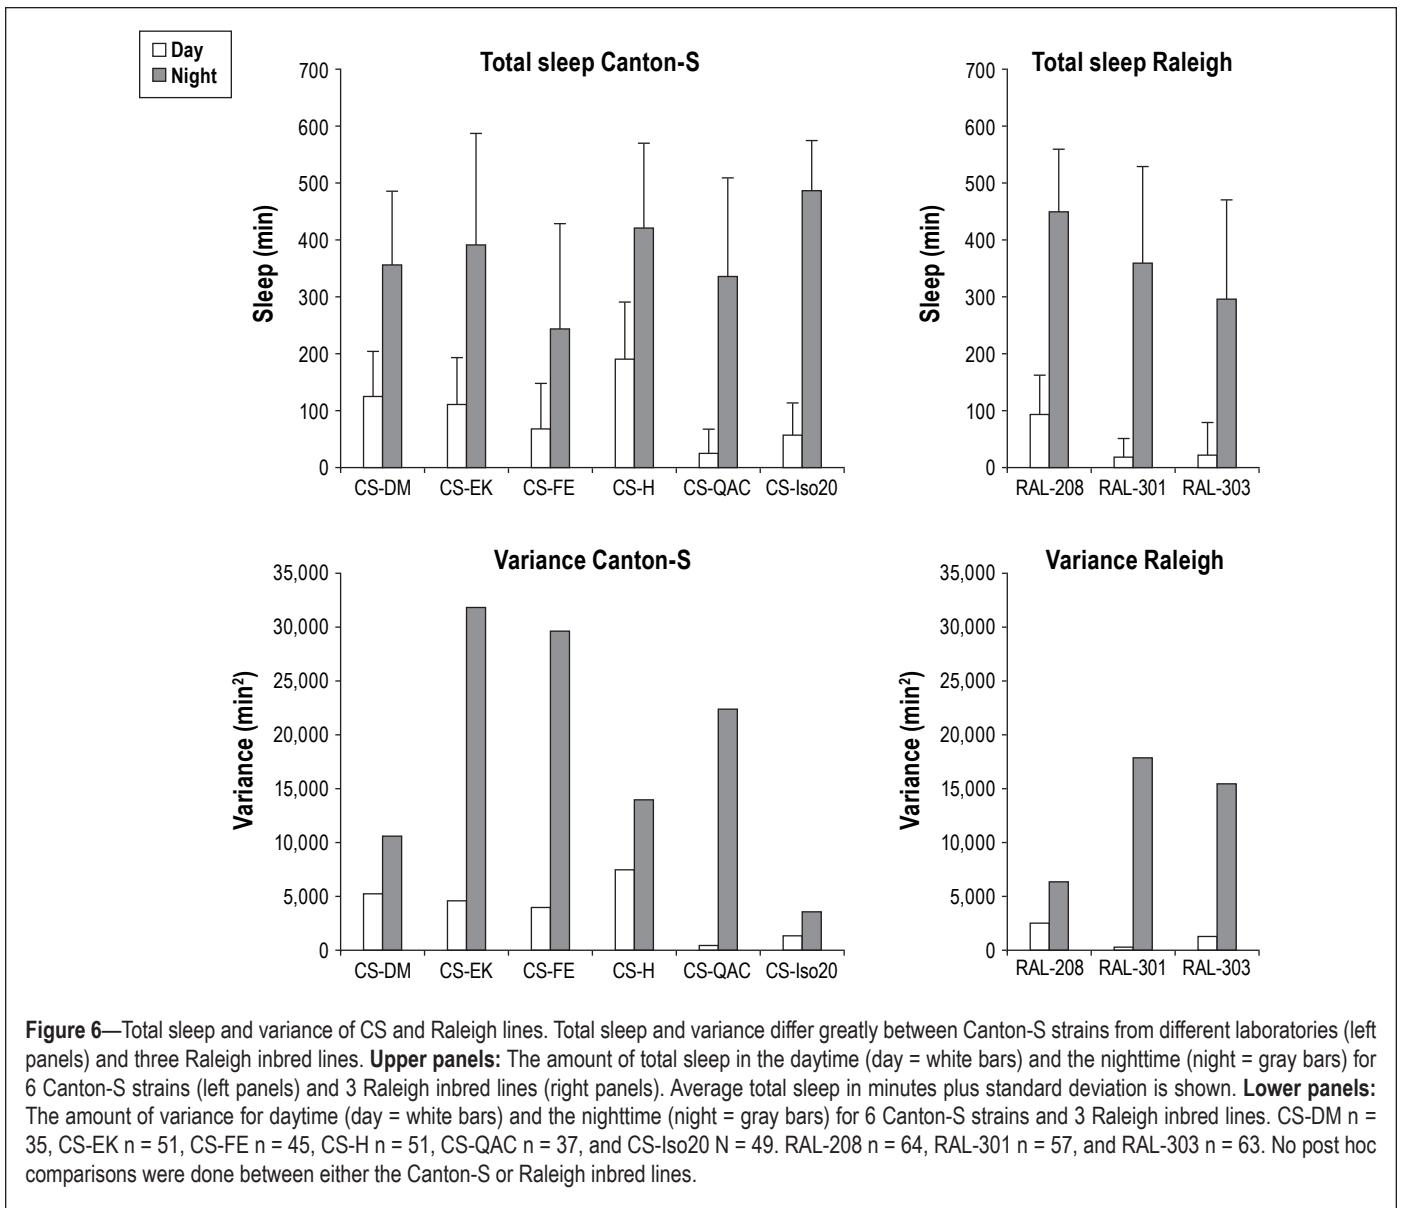 Day
Night
Total sleep Canton-S
700
600
500
400
300
200
100
0
Sleep (min)
CS-DM CS-EK CS-FE CS-H CS-QAC CS-Iso20
Total sleep Raleigh
700
600
500
400
300
200
100
0
Sleep (min)
RAL-208 RAL-301 RAL-303
Variance Canton-S
35,000
30,000
25,000
20,000
15,000
10,000
5,000
0
Variance (min²)
CS-DM CS-EK CS-FE CS-H CS-QAC CS-Iso20
Variance Raleigh
35,000
30,000
25,000
20,000
15,000
10,000
5,000
0
Variance (min²)
RAL-208 RAL-301 RAL-303
Figure 6—Total sleep and variance of CS and Raleigh lines. Total sleep and variance differ greatly between Canton-S strains from different laboratories (left
panels) and three Raleigh inbred lines. Upper panels: The amount of total sleep in the daytime (day = white bars) and the nighttime (night = gray bars) for
6 Canton-S strains (left panels) and 3 Raleigh inbred lines (right panels). Average total sleep in minutes plus standard deviation is shown. Lower panels:
The amount of variance for daytime (day = white bars) and the nighttime (night = gray bars) for 6 Canton-S strains and 3 Raleigh inbred lines. CS-DM n =
35, CS-EK n = 51, CS-FE n = 45, CS-H n = 51, CS-QAC n = 37, and CS-Iso20 N = 49. RAL-208 n = 64, RAL-301 n = 57, and RAL-303 n = 63. No post hoc
comparisons were done between either the Canton-S or Raleigh inbred lines.